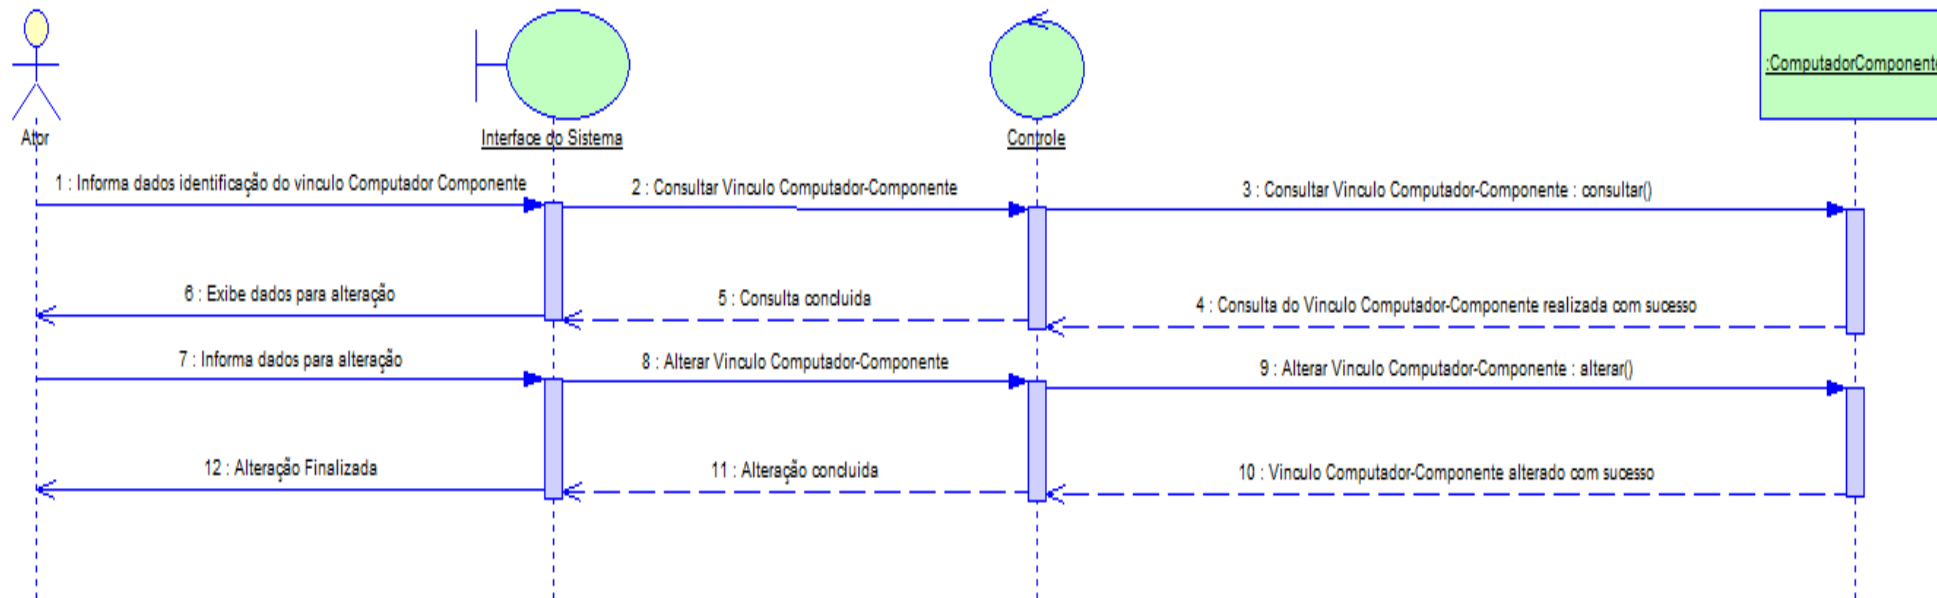 :ComputadorComponente
Ator
Interface do Sistema
Controle
1 : Informa dados identificação do vinculo Computador Componente
2 : Consultar Vinculo Computador-Componente
3 : Consultar Vinculo Computador-Componente : consultar()
6 : Exibe dados para alteração
5 : Consulta concluida
4 : Consulta do Vinculo Computador-Componente realizada com sucesso
7 : Informa dados para alteração
8 : Alterar Vinculo Computador-Componente
9 : Alterar Vinculo Computador-Componente : alterar()
12 : Alteração Finalizada
11 : Alteração concluida
10 : Vinculo Computador-Componente alterado com sucesso